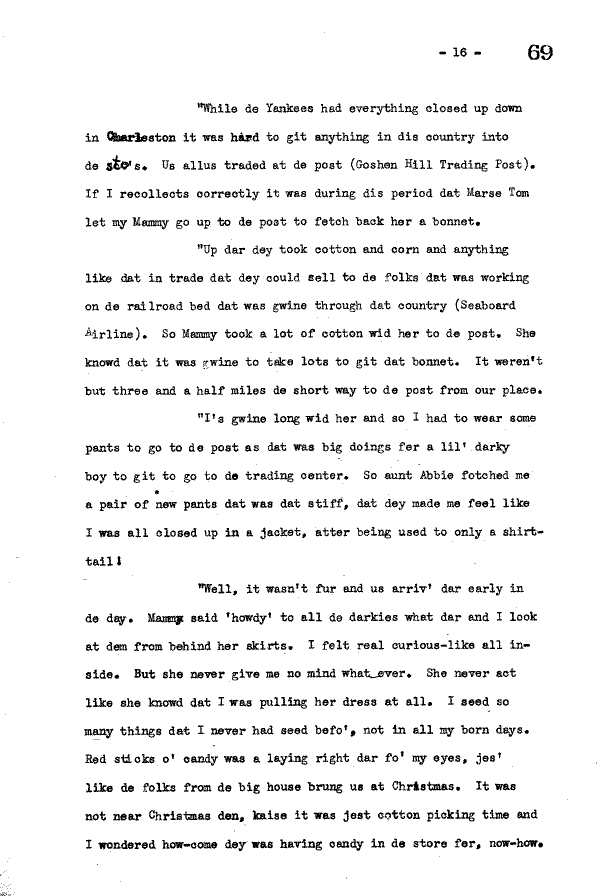 - 16 - 69
"While de Yankees had everything closed up down
in Charleston it was hard to git anything in dis country into
de sto's. Us allus traded at de post (Goshen Hill Trading Post).
If I recollects correctly it was during dis period dat Marse Tom
let my Mammy go up to de post to fetch back her a bonnet.
"Up dar dey took cotton and corn and anything
like dat in trade dat dey could sell to de folks dat was working
on de railroad bed dat was gwine through dat country (Seaboard
Airline). So Mammy took a lot of cotton wid her to de post. She
knowd dat it was gwine to take lots to git dat bonnet. It weren't
but three and a half miles de short way to de post from our place.
"I's gwine long wid her and so I had to wear some
pants to go to de post as dat was big doings fer a lil' darky
boy to git to go to de trading center. So aunt Abbie fotched me
a pair of new pants dat was dat stiff, dat dey made me feel like
I was all closed up in a jacket, atter being used to only a shirt-
tail!
"Well, it wasn't fur and us arriv' dar early in
de day. Mammy said 'howdy' to all de darkies what dar and I look
at dem from behind her skirts. I felt real curious-like all in-
side. But she never give me no mind whatever. She never act
like she knowd dat I was pulling her dress at all. I seed so
many things dat I never had seed befo', not in all my born days.
Red sticks o' candy was a laying right dar fo' my eyes, jes'
like de folks from de big house brung us at Christmas. It was
not near Christmas den, kaise it was jest cotton picking time and
I wondered how-come dey was having candy in de store fer, now-how.